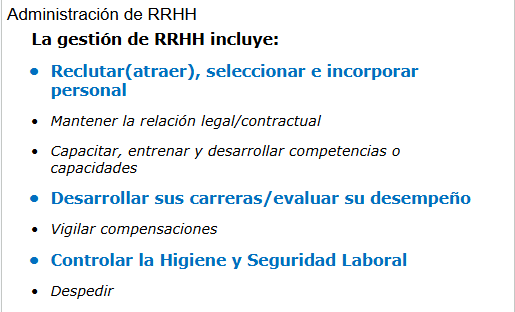 Administración de RRHH
La gestión de RRHH incluye:
• Reclutar(atraer), seleccionar e incorporar
personal
• Mantener la relación legal/contractual
• Capacitar, entrenar y desarrollar competencias o
capacidades
• Desarrollar sus carreras/evaluar su desempeño
• Vigilar compensaciones
• Controlar la Higiene y Seguridad Laboral
• Despedir